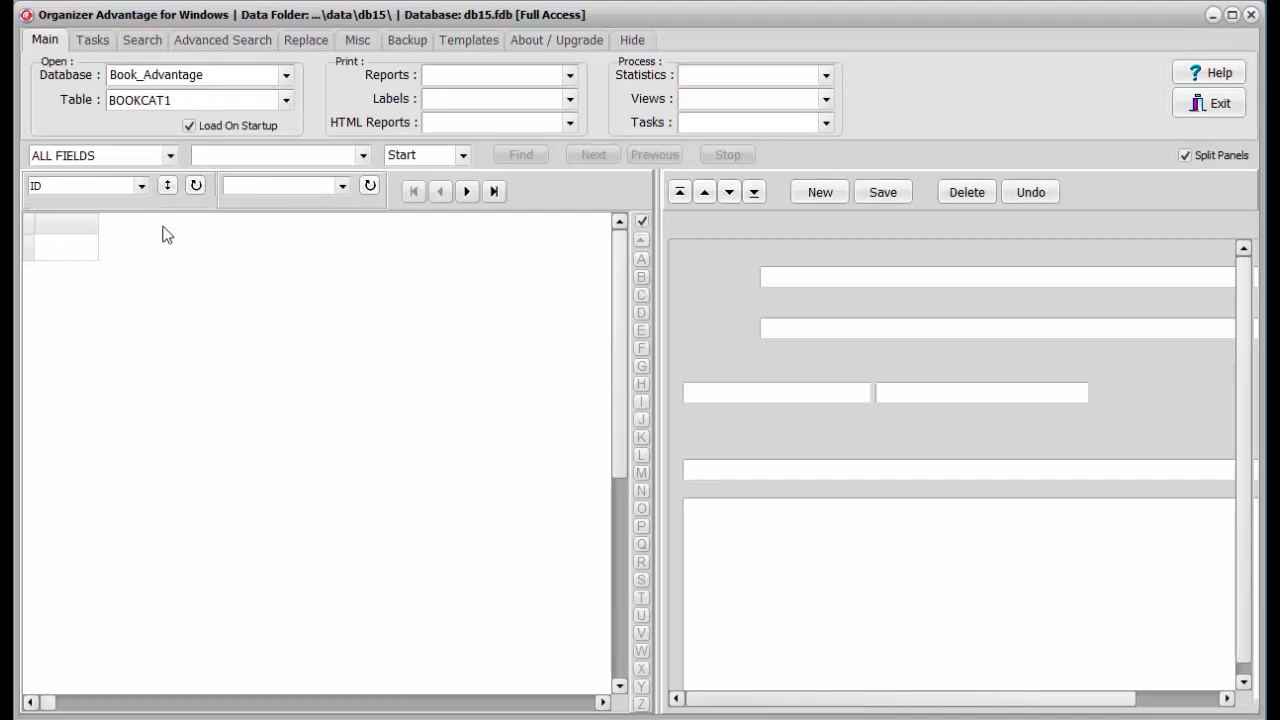 Organizer Advantage for Windows | Data Folder: ...\data\db15\ | Database: db15.fdb [Full Access]
Main Tasks Search Advanced Search Replace Misc Backup Templates About / Upgrade Hide
Open : Print : Process :
Database : Book_Advantage Reports : Statistics : ? Help
Table : BOOKCAT1 Labels : Views : Exit
Load On Startup HTML Reports : Tasks :
ALL FIELDS Start Find Next Previous Stop Split Panels
ID New Save Delete Undo
A
B
C
D
E
F
G
H
I
J
K
L
M
N
O
P
Q
R
S
T
U
V
W
X
Y
Z